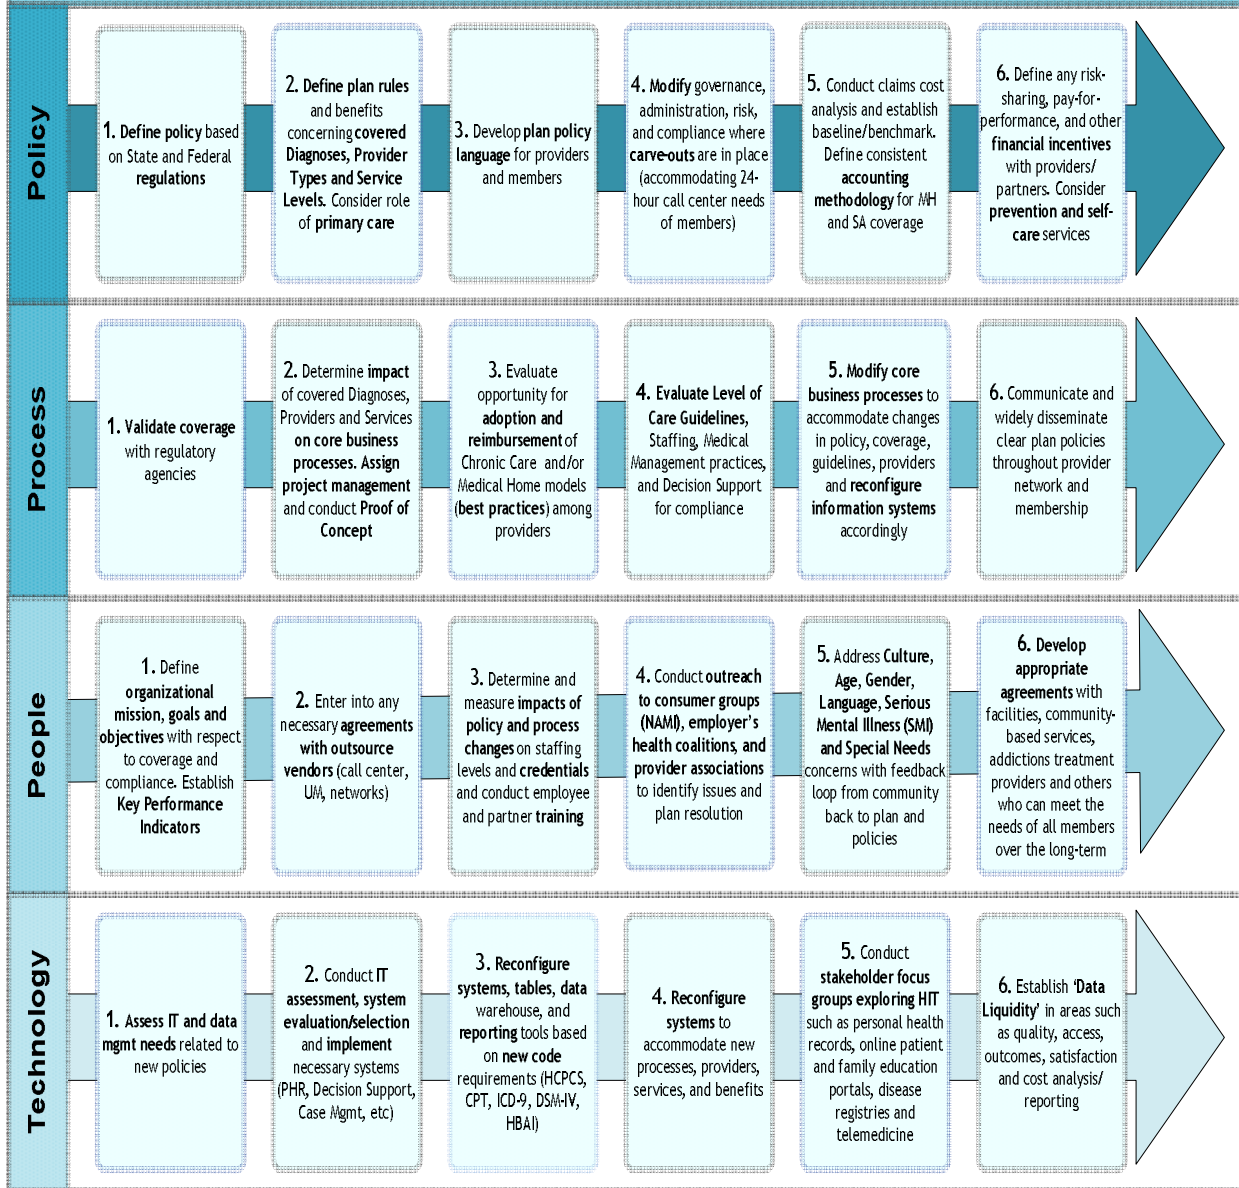 Policy
1. Define policy based
on State and Federal
regulations
2. Define plan rules
and benefits
concerning covered
Diagnoses, Provider
Types and Service
Levels. Consider role
of primary care
3. Develop plan policy
language for providers
and members
4. Modify governance,
administration, risk,
and compliance where
carve-outs are in place
(accommodating 24-
hour call center needs
of members)
5. Conduct claims cost
analysis and establish
baseline/benchmark.
Define consistent
accounting
methodology for MH
and SA coverage
6. Define any risk-
sharing, pay-for-
performance, and other
financial incentives
with providers/
partners. Consider
prevention and self-
care services
Process
1. Validate coverage
with regulatory
agencies
2. Determine impact
of covered Diagnoses,
Providers and Services
on core business
processes. Assign
project management
and conduct Proof of
Concept
3. Evaluate
opportunity for
adoption and
reimbursement of
Chronic Care and/or
Medical Home models
(best practices) among
providers
4. Evaluate Level of
Care Guidelines,
Staffing, Medical
Management practices,
and Decision Support
for compliance
5. Modify core
business processes to
accommodate changes
in policy, coverage,
guidelines, providers
and reconfigure
information systems
accordingly
6. Communicate and
widely disseminate
clear plan policies
throughout provider
network and
membership
People
1. Define
organizational
mission, goals and
objectives with respect
to coverage and
compliance. Establish
Key Performance
Indicators
2. Enter into any
necessary agreements
with outsource
vendors (call center,
UM, networks)
3. Determine and
measure impacts of
policy and process
changes on staffing
levels and credentials
and conduct employee
and partner training
4. Conduct outreach
to consumer groups
(NAMI), employer's
health coalitions, and
provider associations
to identify issues and
plan resolution
5. Address Culture,
Age, Gender,
Language, Serious
Mental Illness (SMI)
and Special Needs
concerns with feedback
loop from community
back to plan and
policies
6. Develop
appropriate
agreements with
facilities, community-
based services,
addictions treatment
providers and others
who can meet the
needs of all members
over the long-term
Technology
1. Assess IT and data
mgmt needs related to
new policies
2. Conduct IT
assessment, system
evaluation/selection
and implement
necessary systems
(PHR, Decision Support,
Case Mgmt, etc)
3. Reconfigure
systems, tables, data
warehouse, and
reporting tools based
on new code
requirements (HCPCS,
CPT, ICD-9, DSM-IV,
HBAI)
4. Reconfigure
systems to
accommodate new
processes, providers,
services, and benefits
5. Conduct
stakeholder focus
groups exploring HIT
such as personal health
records, online patient
and family education
portals, disease
registries and
telemedicine
6. Establish 'Data
Liquidity' in areas such
as quality, access,
outcomes, satisfaction
and cost analysis/
reporting